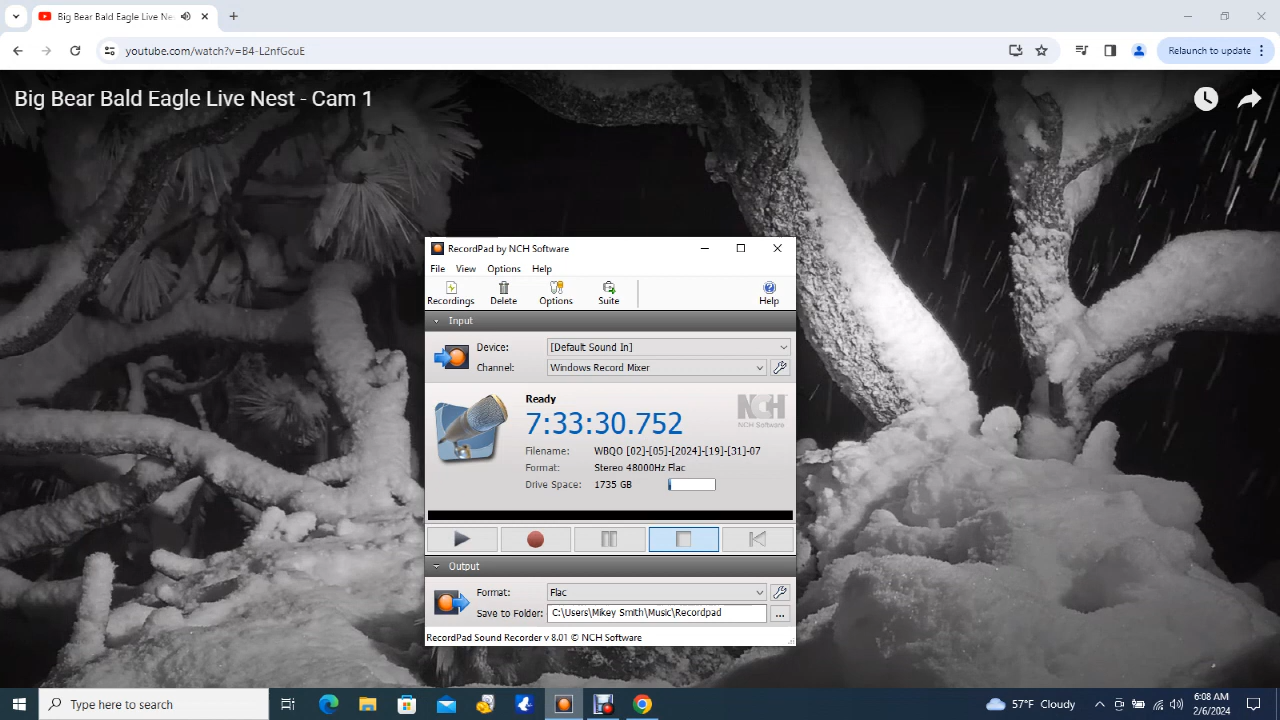 Big Bear Bald Eagle Live Nes
youtube.com/watch?v=B4-L2nfGcuE
Relaunch to update
Big Bear Bald Eagle Live Nest - Cam 1
RecordPad by NCH Software
File View Options Help
Recordings Delete Options Suite Help
Input
Device: [Default Sound In]
Channel: Windows Record Mixer
Ready
7:33:30.752
NCH
NCH Software
Filename: WBQO [02]-[05]-[2024]-[19]-[31]-07
Format: Stereo 48000Hz Flac
Drive Space: 1735 GB
Output
Format: Flac
Save to Folder: C:\Users\Mikey Smith\Music\Recordpad
...
RecordPad Sound Recorder v 8.01 © NCH Software
Type here to search
57°F Cloudy
6:08 AM
2/6/2024